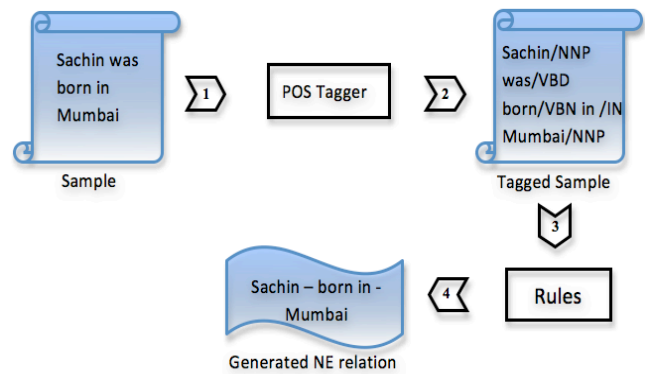 Sachin was
born in
Mumbai
Sample
1
POS Tagger
2
Sachin/NNP
was/VBD
born/VBN in /IN
Mumbai/NNP
Tagged Sample
3
Rules
4
Sachin – born in -
Mumbai
Generated NE relation